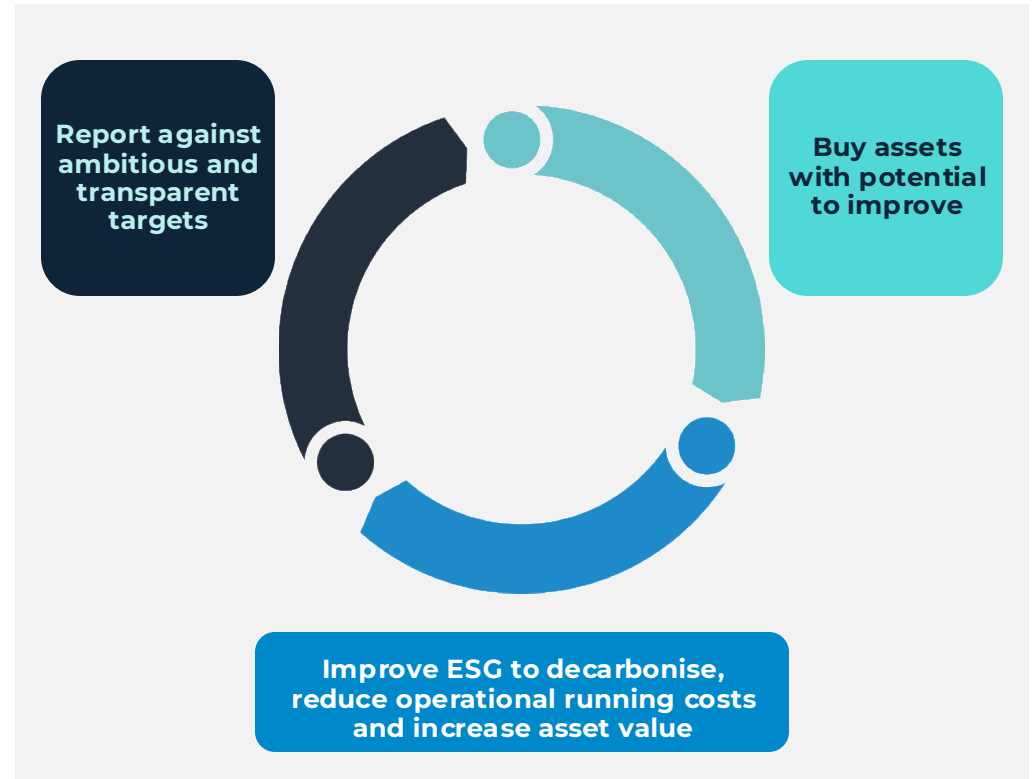 Report against
ambitious and
transparent
targets
Buy assets
with potential
to improve
Improve ESG to decarbonise,
reduce operational running costs
and increase asset value